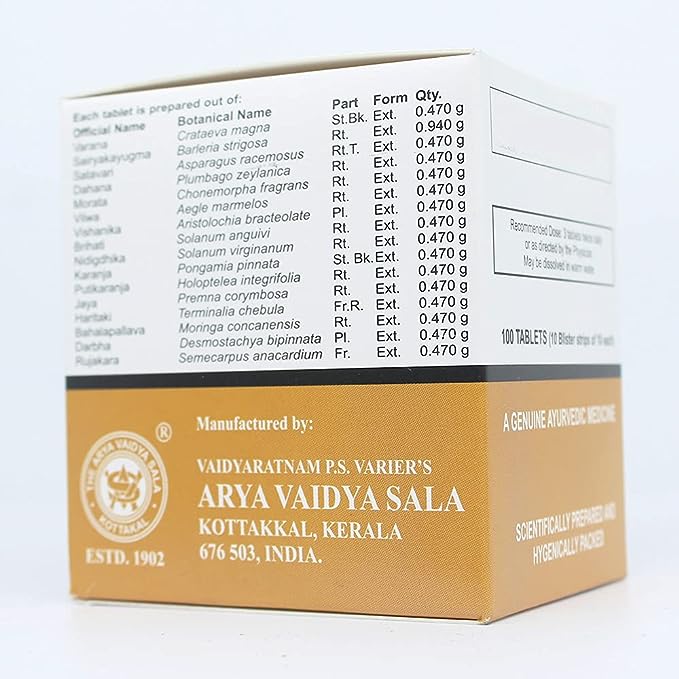 Each tablet is prepared out of:
Official Name Botanical Name Part Form Qty.
Varana Crataeva magna St.Bk. Ext. 0.470 g
Sairyakayugma Barleria strigosa Rt. Ext. 0.940 g
Satavari Asparagus racemosus Rt.T. Ext. 0.470 g
Dahana Plumbago zeylanica Rt. Ext. 0.470 g
Morata Chonemorpha fragrans Rt. Ext. 0.470 g
Vilwa Aegle marmelos Rt. Ext. 0.470 g
Vishanika Aristolochia bracteolate Pl. Ext. 0.470 g
Brihati Solanum anguivi Rt. Ext. 0.470 g
Nidigdhika Solanum virginanum Rt. Ext. 0.470 g
Karanja Pongamia pinnata St. Bk. Ext. 0.470 g
Putikaranja Holoptelea integrifolia Rt. Ext. 0.470 g
Jaya Premna corymbosa Rt. Ext. 0.470 g
Haritaki Terminalia chebula Fr.R. Ext. 0.470 g
Bahalapallava Moringa concanensis Rt. Ext. 0.470 g
Darbha Desmostachya bipinnata Pl. Ext. 0.470 g
Rujakara Semecarpus anacardium Fr. Ext. 0.470 g
Manufactured by:
VAIDYARATNAM P.S. VARIER'S
ARYA VAIDYA SALA
KOTTAKKAL, KERALA
676 503, INDIA.
THE ARYA VAIDYA SALA
KOTTAKAL
®
ESTD. 1902
Recommended Dose: 3 tablets twice daily
or as directed by the Physician.
May be dissolved in warm water.
100 TABLETS (10 Blister strips of 10 each)
A GENUINE AYURVEDIC MEDICINE
SCIENTIFICALLY PREPARED AND
HYGENICALLY PACKED